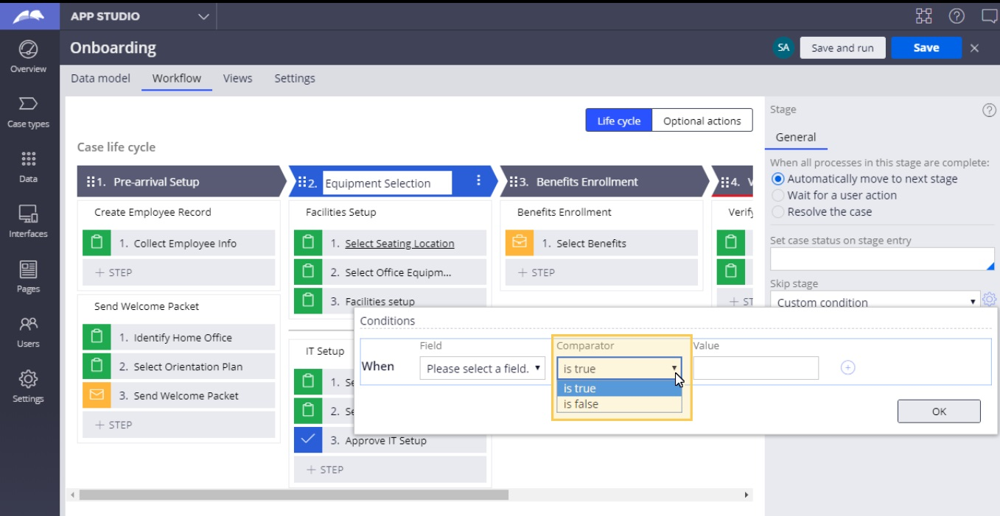 APP STUDIO
Onboarding
SA
Save and run
Save
Overview
Case types
Data
Interfaces
Pages
Users
Settings
Data model
Workflow
Views
Settings
Life cycle
Optional actions
Case life cycle
1. Pre-arrival Setup
2. Equipment Selection
3. Benefits Enrollment
4. V
Create Employee Record
1. Collect Employee Info
+ STEP
Send Welcome Packet
1. Identify Home Office
2. Select Orientation Plan
3. Send Welcome Packet
+ STEP
Facilities Setup
1. Select Seating Location
2. Select Office Equipm...
3. Facilities setup
IT Setup
1. Se
2. Se
3. Approve IT Setup
+ STEP
Benefits Enrollment
1. Select Benefits
+ STEP
Verify
+ ST
Stage
General
When all processes in this stage are complete:
Automatically move to next stage
Wait for a user action
Resolve the case
Set case status on stage entry
Skip stage
Custom condition
Conditions
Field
Comparator
Value
When
Please select a field.
is true
is true
is false
OK